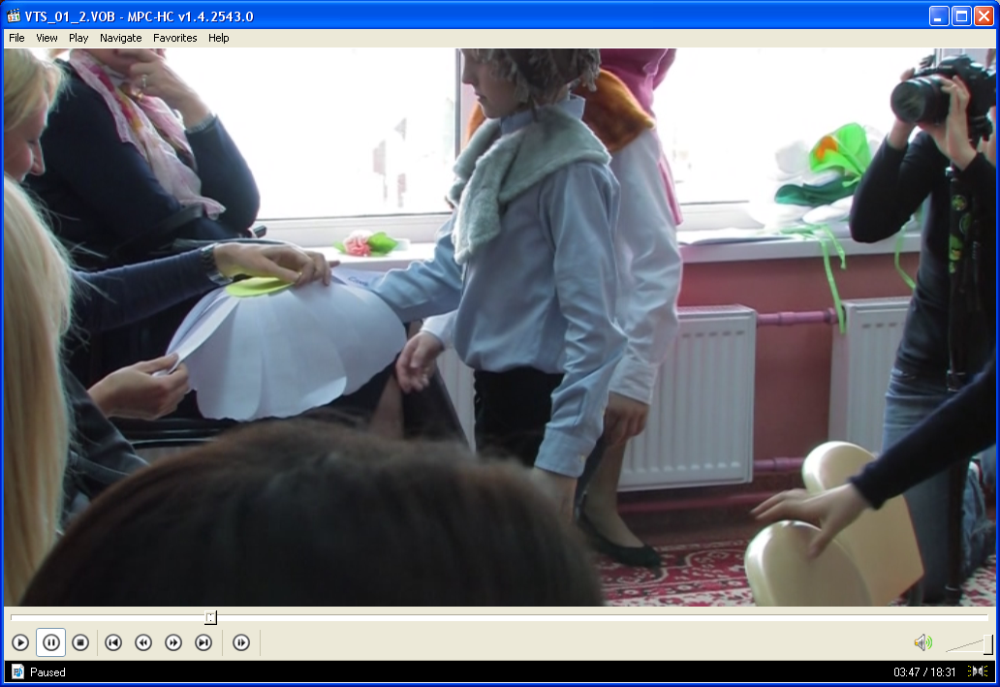 VTS_01_2.VOB - MPC-HC v1.4.2543.0
File View Play Navigate Favorites Help
Paused
03:47 / 18:31